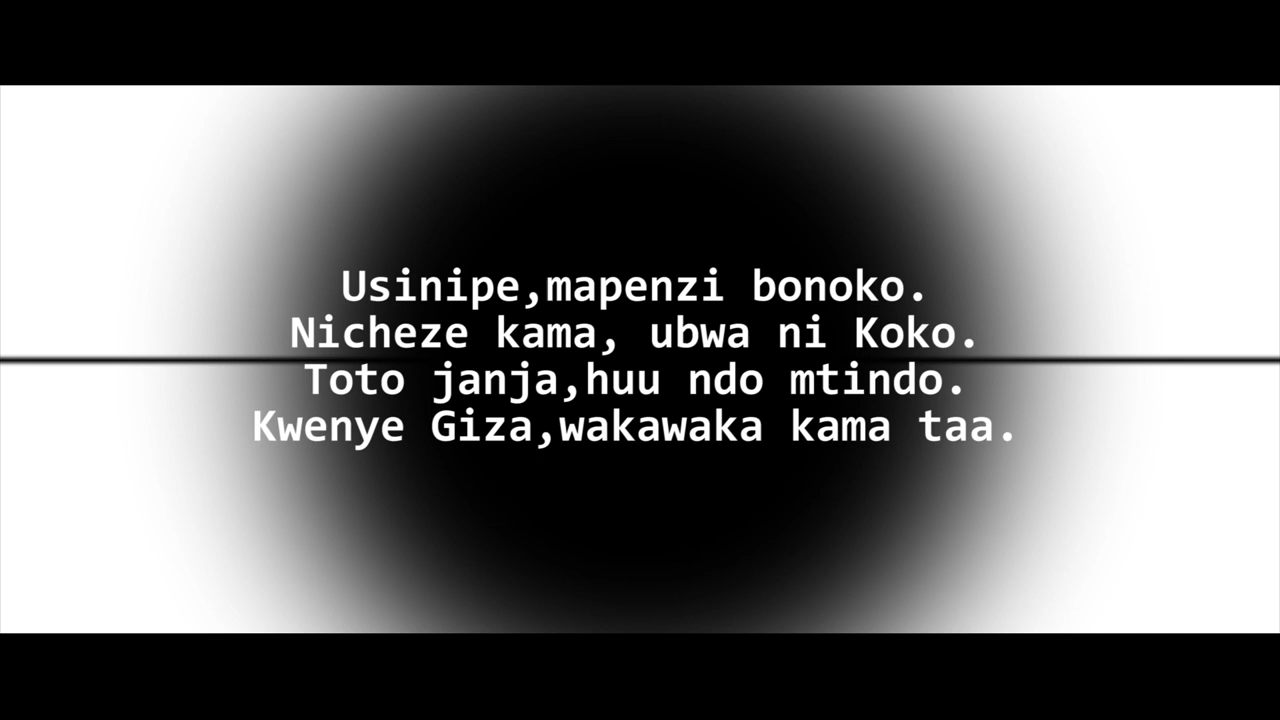 Usinipe,mapenzi bonoko.
Nicheze kama, ubwa ni Koko.
Toto janja,huu ndo mtindo.
Kwenye Giza,wakawaka kama taa.